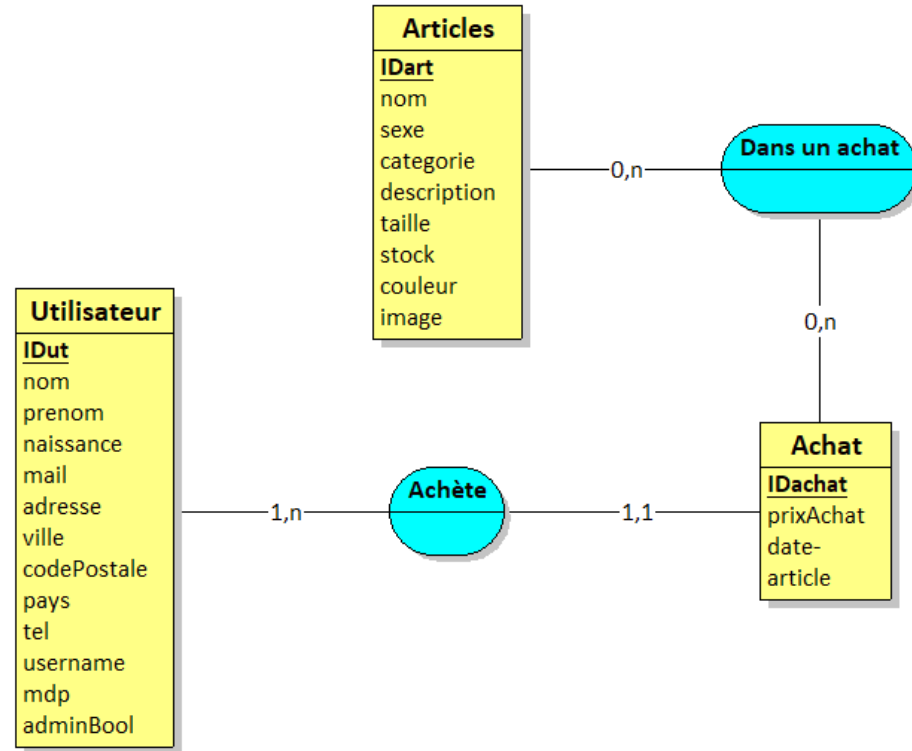 Articles
IDart
nom
sexe
categorie
description
taille
stock
couleur
image
Dans un achat
0,n
0,n
Utilisateur
IDut
nom
prenom
naissance
mail
adresse
ville
codePostale
pays
tel
username
mdp
adminBool
1,n
Achète
1,1
Achat
IDachat
prixAchat
date-
article